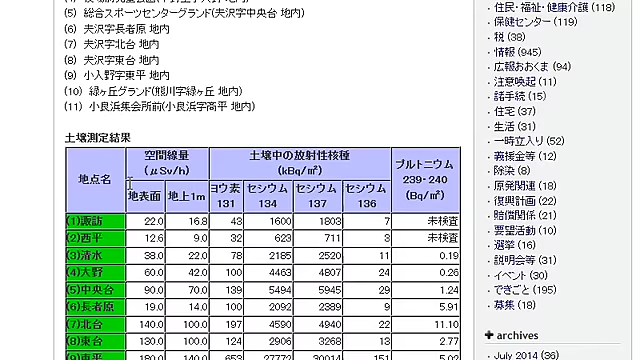 (5) 総合スポーツセンターグランド(夫沢字中央台 地内)
(6) 夫沢字長者原 地内
(7) 夫沢字北台 地内
(8) 夫沢字東台 地内
(9) 小入野字東平 地内
(10) 緑ヶ丘グランド(熊川字緑ヶ丘 地内)
(11) 小良浜集会所前(小良浜字高平 地内)
土壌測定結果
地点名 空間線量 (μSv/h) 土壌中の放射性核種 (kBq/㎡) プルトニウム 239・240 (Bq/㎡)
地表面 地上1m ヨウ素 131 セシウム 134 セシウム 137 セシウム 136
(1)諏訪 22.0 16.8 43 1600 1803 7 未検査
(2)西平 12.6 9.0 32 623 711 3 未検査
(3)清水 38.0 22.0 78 2185 2520 11 0.19
(4)大野 60.0 42.0 100 4463 4807 24 0.26
(5)中央台 90.0 70.0 139 5494 5945 29 1.24
(6)長者原 19.0 14.0 100 2092 2389 9 5.91
(7)北台 140.0 100.0 197 4590 4940 22 11.10
(8)東台 130.0 100.0 124 2906 3268 13 2.77
(9)東平 180.0 140.0 653 27772 30014 151 5.02
住民・福祉・健康介護 (118)
保健センター (119)
税 (38)
情報 (945)
広報おおくま (94)
注意喚起 (11)
諸手続 (15)
住宅 (37)
生活 (31)
一時立入り (52)
義援金等 (12)
除染 (8)
原発関連 (18)
復興計画 (22)
賠償関係 (21)
要望活動 (10)
選挙 (16)
説明会等 (31)
イベント (30)
できごと (195)
募集 (18)
archives
July 2014 (36)